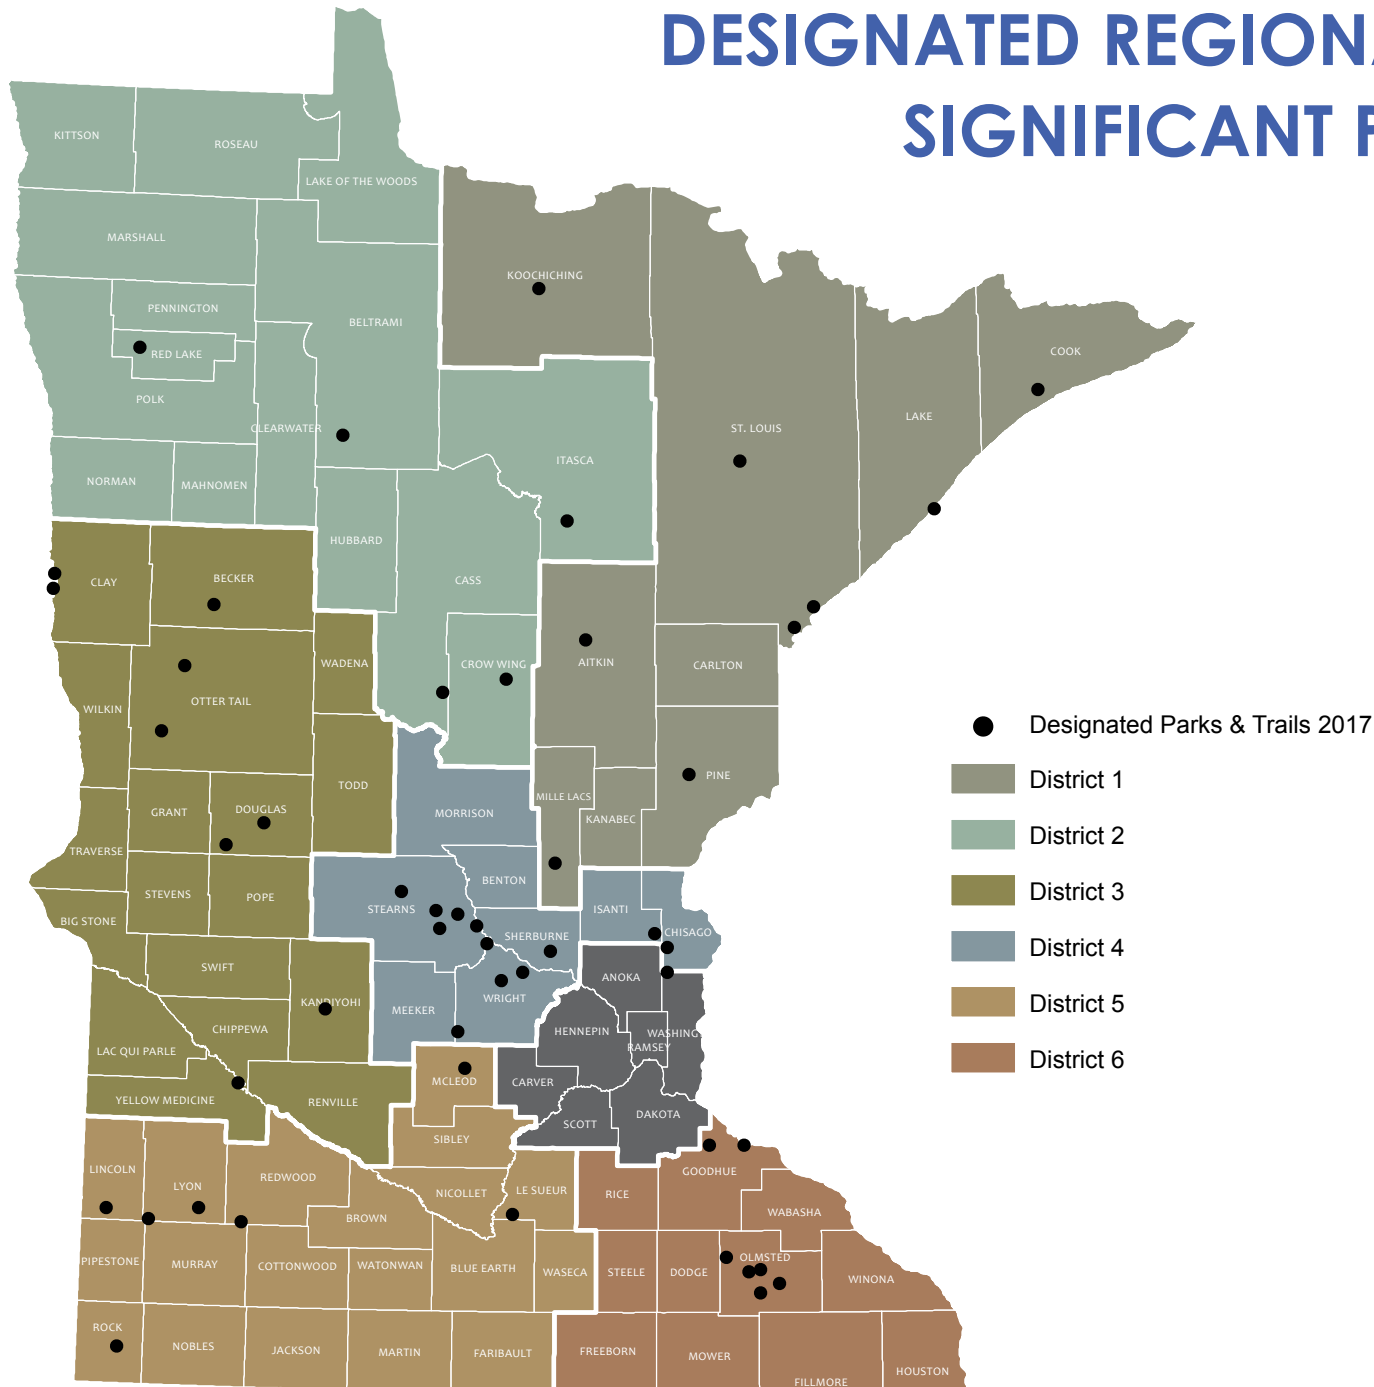 DESIGNATED REGIONA
SIGNIFICANT
KITTSON
ROSEAU
LAKE OF THE WOODS
MARSHALL
KOOCHICHING
PENNINGTON
BELTRAMI
RED LAKE
COOK
POLK
CLEARWATER
LAKE
ST. LOUIS
ITASCA
NORMAN
MAHNOMEN
HUBBARD
CLAY
BECKER
CASS
WADENA
CROW WING
AITKIN
CARLTON
OTTER TAIL
WILKIN
Designated Parks & Trails 2017
District 1
District 2
District 3
District 4
District 5
District 6
TODD
PINE
MILLE LACS
GRANT
DOUGLAS
MORRISON
KANABEC
TRAVERSE
BENTON
STEVENS
POPE
STEARNS
ISANTI
BIG STONE
SHERBURNE
CHISAGO
SWIFT
ANOKA
KANDIYOHI
WRIGHT
MEEKER
CHIPPEWA
HENNEPIN
WASHING
RAMSEY
LAC QUI PARLE
MCLEOD
CARVER
YELLOW MEDICINE
RENVILLE
DAKOTA
SCOTT
SIBLEY
LINCOLN
REDWOOD
GOODHUE
LYON
NICOLLET
LE SUEUR
RICE
WABASHA
BROWN
PIPESTONE
MURRAY
COTTONWOOD
WATONWAN
BLUE EARTH
WASECA
STEELE
DODGE
OLMSTED
WINONA
ROCK
NOBLES
JACKSON
MARTIN
FARIBAULT
FREEBORN
MOWER
HOUSTON
FILLMORE